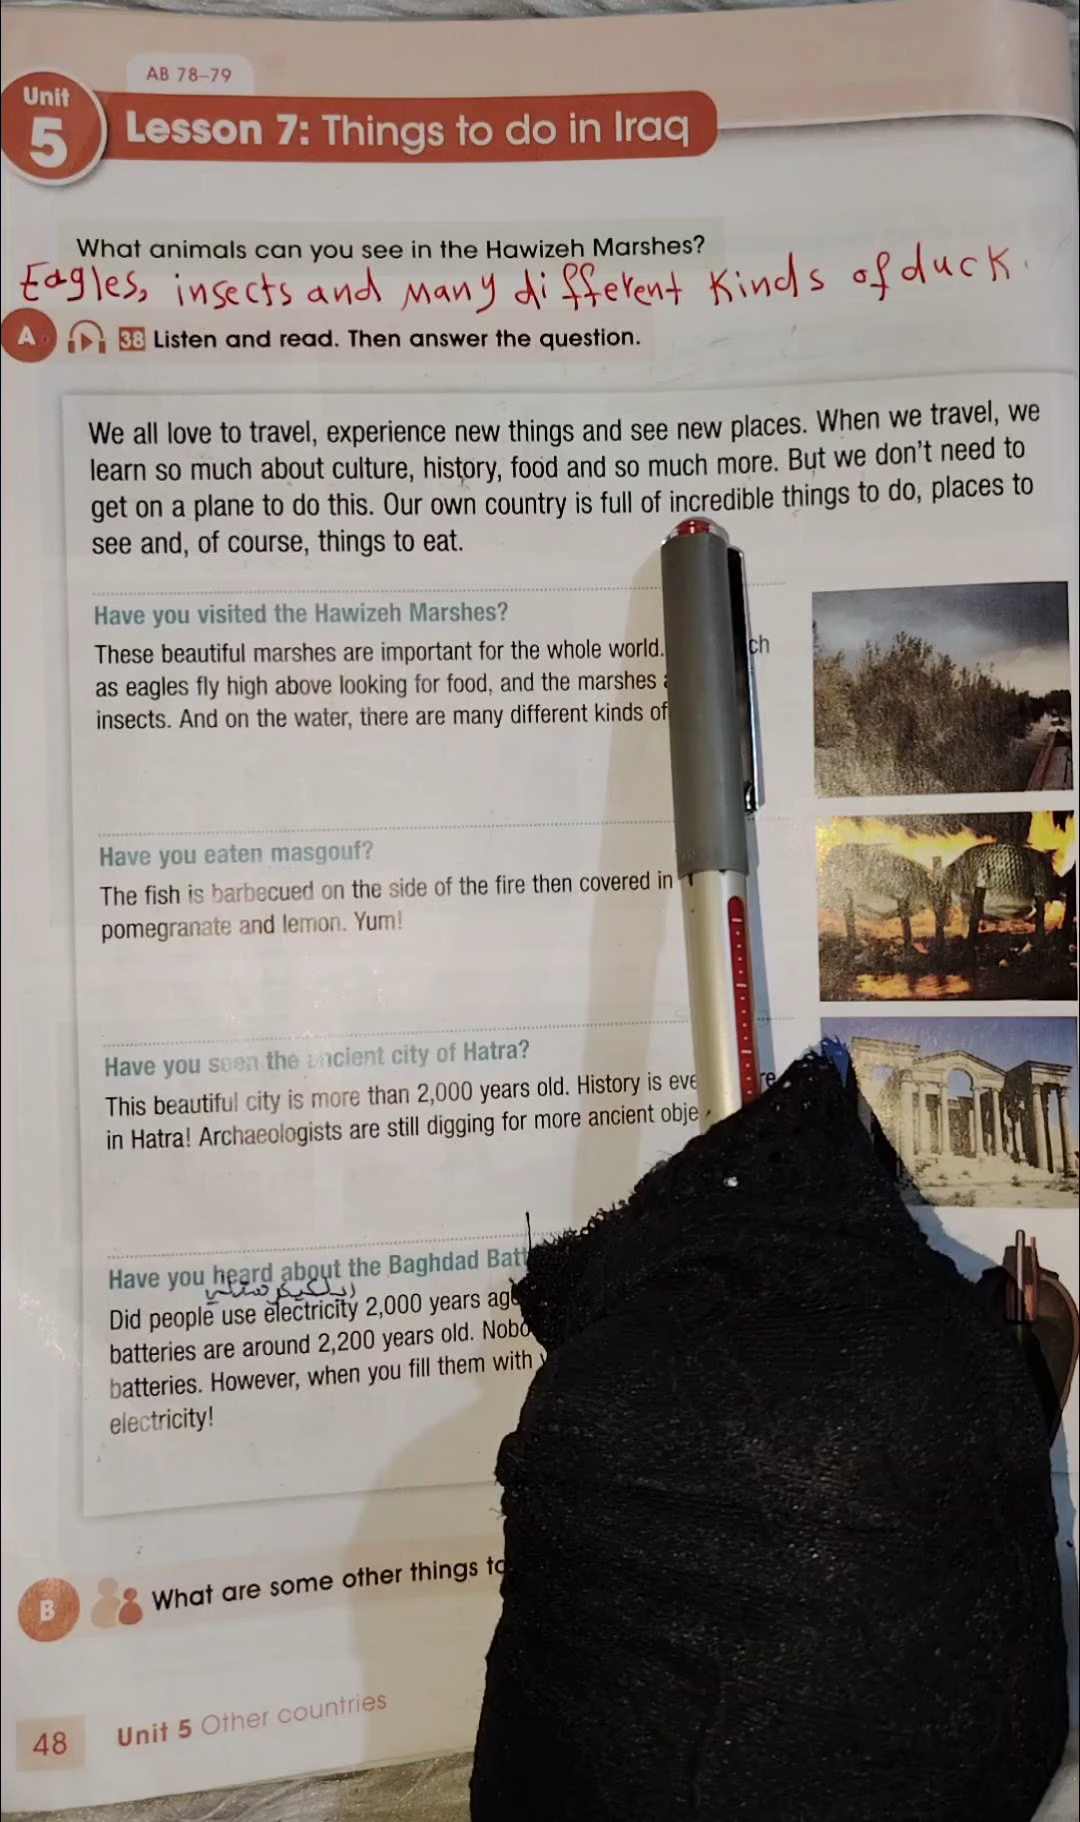 AB 78–79
Unit
5
Lesson 7: Things to do in Iraq
What animals can you see in the Hawizeh Marshes?
Eagles, insects and many different kinds of duck.
A 38 Listen and read. Then answer the question.
We all love to travel, experience new things and see new places. When we travel, we
learn so much about culture, history, food and so much more. But we don't need to
get on a plane to do this. Our own country is full of incredible things to do, places to
see and, of course, things to eat.
Have you visited the Hawizeh Marshes?
These beautiful marshes are important for the whole world.
as eagles fly high above looking for food, and the marshes
insects. And on the water, there are many different kinds of
Have you eaten masgouf?
The fish is barbecued on the side of the fire then covered in
pomegranate and lemon. Yum!
Have you seen the ancient city of Hatra?
This beautiful city is more than 2,000 years old. History is
in Hatra! Archaeologists are still digging for more ancient
Have you heard about the Baghdad
Did people use electricity 2,000 years
batteries are around 2,200 years old.
batteries. However, when you fill them with
electricity!
B What are some other things
48 Unit 5 Other countries